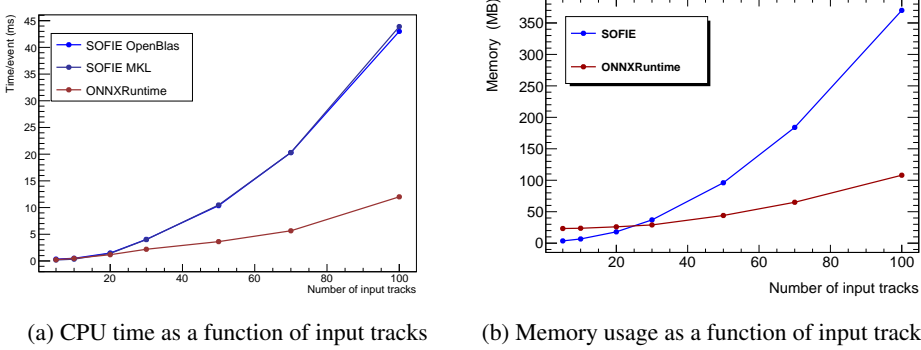 Time/event (ms)
45
40
35
30
25
20
15
10
5
0
SOFIE OpenBlas
SOFIE MKL
ONNXRuntime
20
40
60
80
100
Number of input tracks
(a) CPU time as a function of input tracks
Memory (MB)
350
300
250
200
150
100
50
0
SOFIE
ONNXRuntime
20
40
60
80
100
Number of input tracks
(b) Memory usage as a function of input track